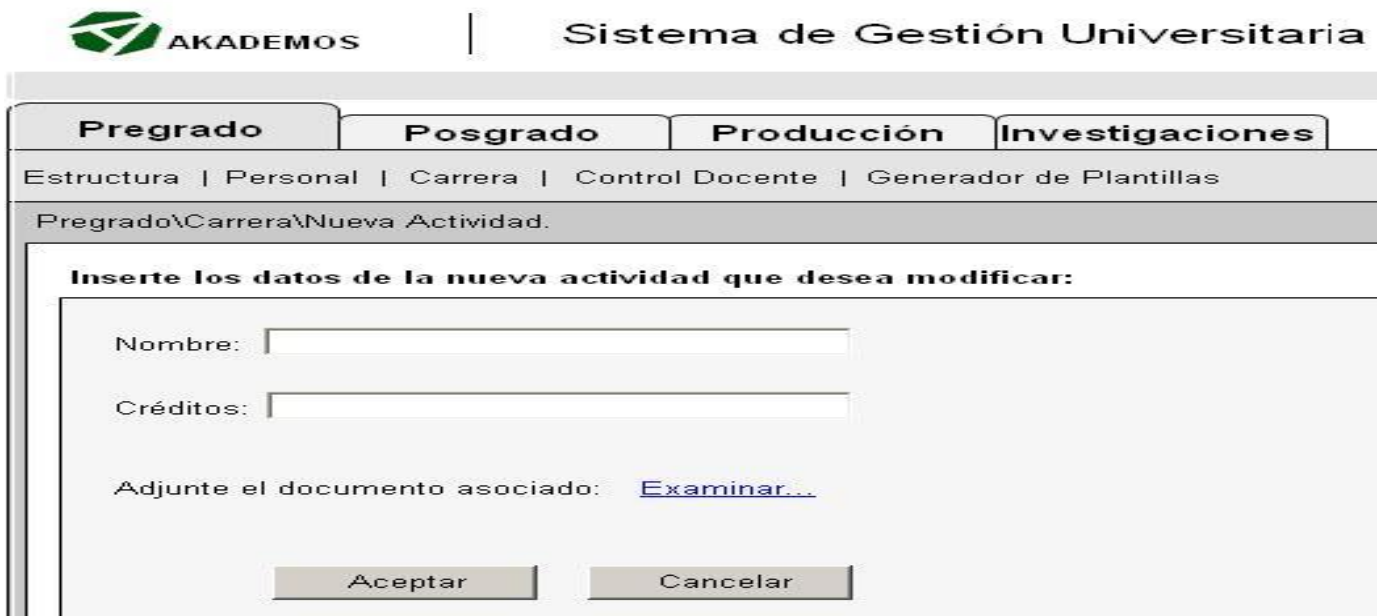 AKADEMOS | Sistema de Gestión Universitaria
Pregrado Posgrado Producción Investigaciones
Estructura | Personal | Carrera | Control Docente | Generador de Plantillas
Pregrado\Carrera\Nueva Actividad.
Inserte los datos de la nueva actividad que desea modificar:
Nombre:
Créditos:
Adjunte el documento asociado: Examinar...
Aceptar Cancelar